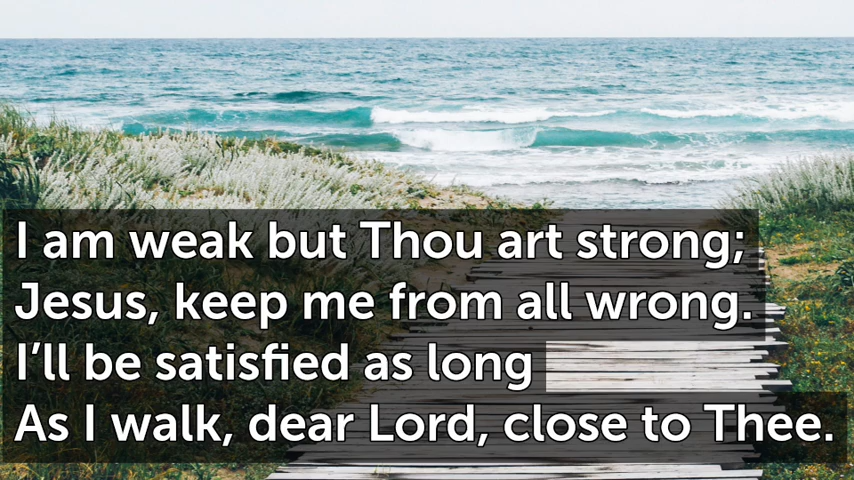 I am weak but Thou art strong;
Jesus, keep me from all wrong.
I’ll be satisfied as long
As I walk, dear Lord, close to Thee.